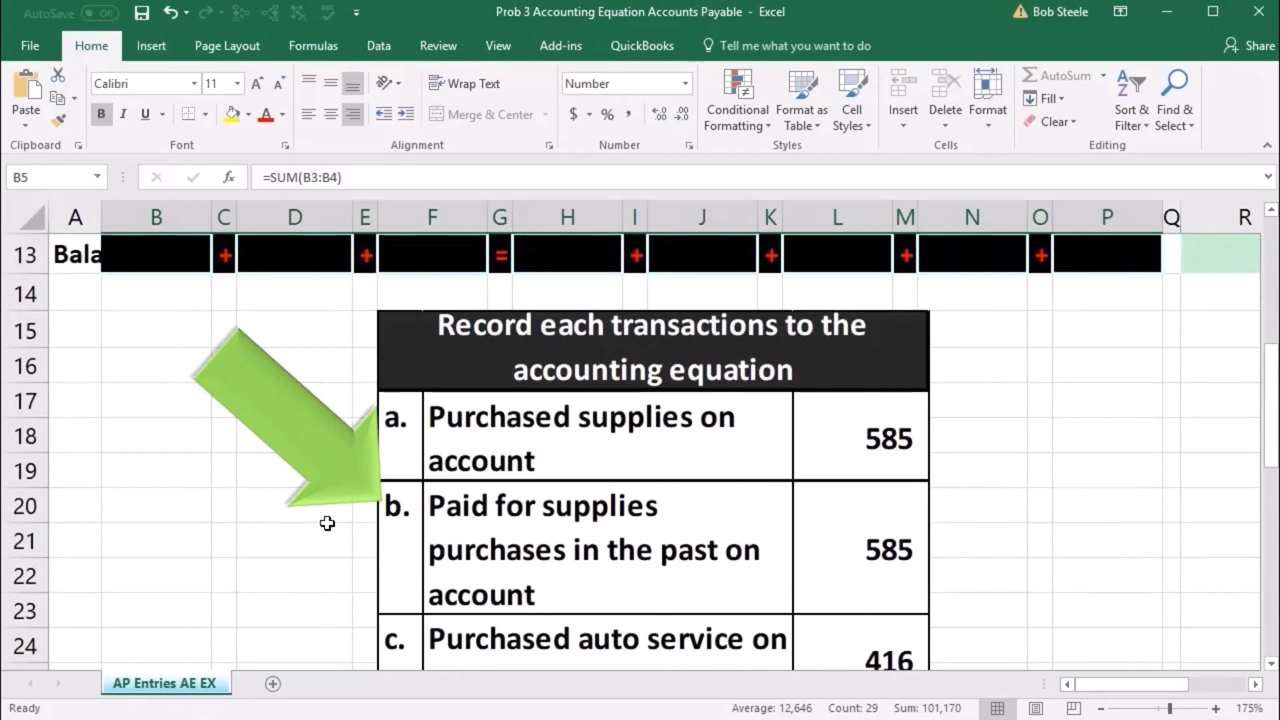 AutoSave Off
Prob 3 Accounting Equation Accounts Payable - Excel
Bob Steele
File Home Insert Page Layout Formulas Data Review View Add-ins QuickBooks Tell me what you want to do Share
Paste
Calibri 11
Wrap Text
Number
AutoSum
B I U
Merge & Center
$ % ,
Conditional Formatting
Format as Table
Cell Styles
Insert
Delete
Format
Fill
Clear
Sort & Filter
Find & Select
Clipboard Font Alignment Number Styles Cells Editing
B5 fx =SUM(B3:B4)
A B C D E F G H I J K L M N O P Q R
13 Bala + + = + + + +
14
15 Record each transactions to the
16 accounting equation
17 a. Purchased supplies on
18 585
19 account
20 b. Paid for supplies
21 purchases in the past on 585
22
23 account
24 c. Purchased auto service on
416
AP Entries AE EX
Ready Average: 12,646 Count: 29 Sum: 101,170 175%